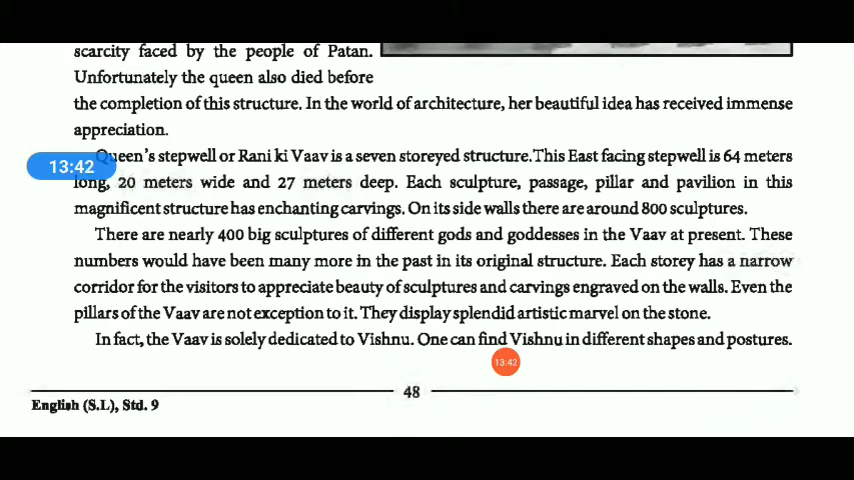 scarcity faced by the people of Patan.
Unfortunately the queen also died before
the completion of this structure. In the world of architecture, her beautiful idea has received immense
appreciation.
Queen's stepwell or Rani ki Vaav is a seven storeyed structure.This East facing stepwell is 64 meters
13:42
long, 20 meters wide and 27 meters deep. Each sculpture, passage, pillar and pavilion in this
magnificent structure has enchanting carvings. On its side walls there are around 800 sculptures.
There are nearly 400 big sculptures of different gods and goddesses in the Vaav at present. These
numbers would have been many more in the past in its original structure. Each storey has a narrow
corridor for the visitors to appreciate beauty of sculptures and carvings engraved on the walls. Even the
pillars of the Vaav are not exception to it. They display splendid artistic marvel on the stone.
In fact, the Vaav is solely dedicated to Vishnu. One can find Vishnu in different shapes and postures.
13:42
48
English (S.L), Std. 9